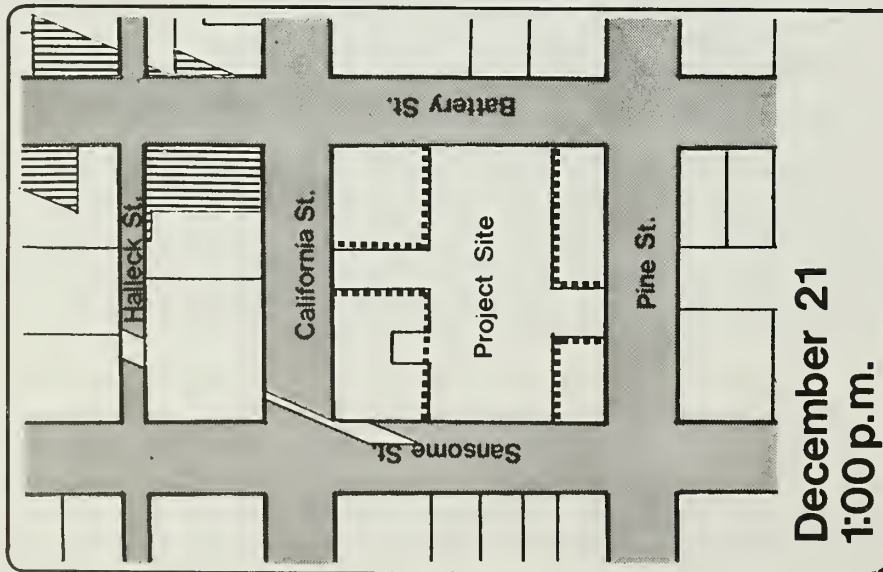 Halleck St.
California St.
Battery St.
Project Site
Sansome St.
Pine St.
December 21
1:00 p.m.